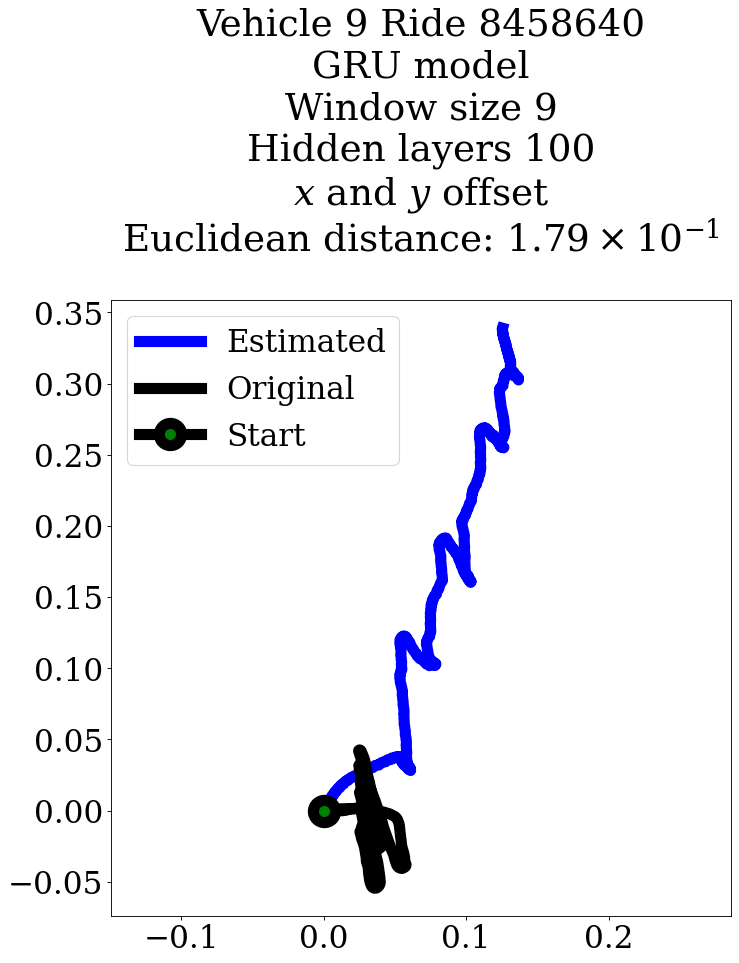 Vehicle 9 Ride 8458640
GRU model
Window size 9
Hidden layers 100
x and y offset
Euclidean distance: 1.79 × 10⁻¹
Estimated
Original
Start
0.35
0.30
0.25
0.20
0.15
0.10
0.05
0.00
−0.05
−0.1
0.0
0.1
0.2